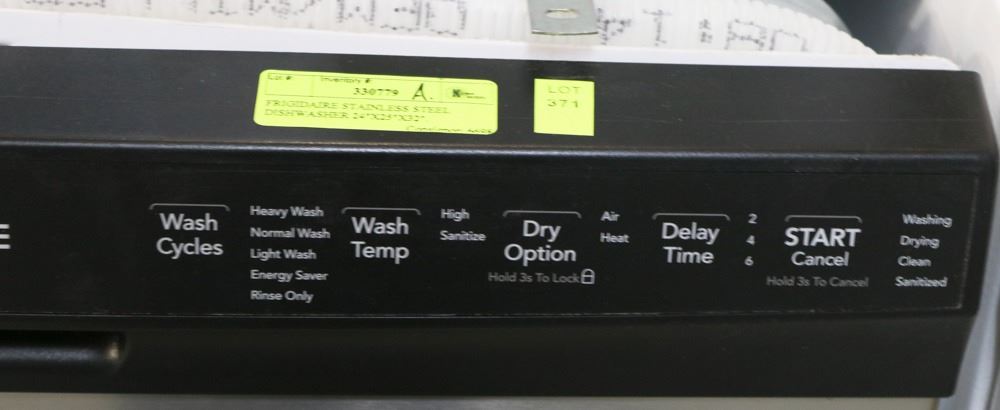 Lot #
Inventory #
330779 A.
FRIGIDAIRE STAINLESS STEEL
DISHWASHER 24"X25"X32"
LOT
371
E
Wash
Cycles
Heavy Wash
Normal Wash
Light Wash
Energy Saver
Rinse Only
Wash
Temp
High
Sanitize
Dry
Option
Hold 3s To Lock
Air
Heat
Delay
Time
2
4
6
START
Cancel
Hold 3s To Cancel
Washing
Drying
Clean
Sanitized